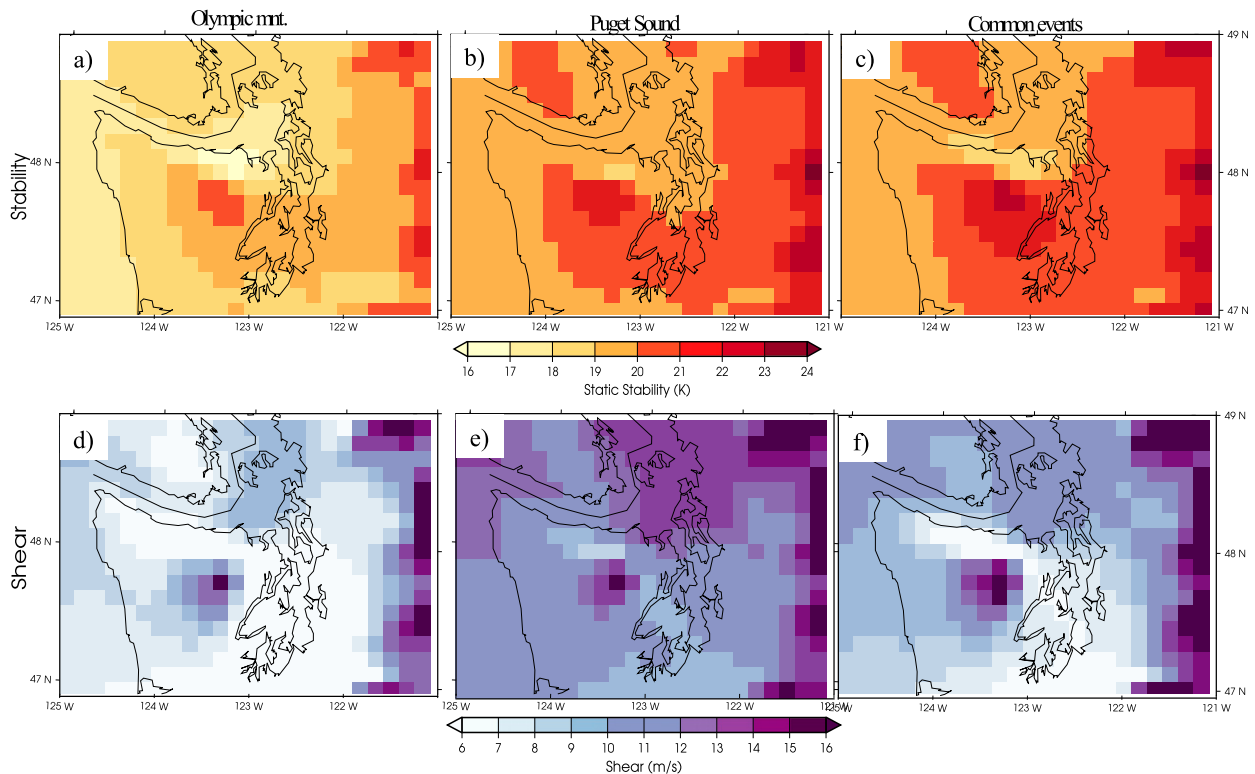 Olympic mnt.
Puget Sound
Common events
a)
b)
c)
49 N
49 N
48 N
48 N
47 N
47 N
Stability
125 W
124 W
123 W
122 W
125 W
124 W
123 W
122 W
121 W
124 W
123 W
122 W
121 W
16 17 18 19 20 21 22 23 24
Static Stability (K)
d)
e)
f)
49 N
48 N
48 N
47 N
47 N
Shear
125 W
124 W
123 W
122 W
125 W
124 W
123 W
122 W
125 W
124 W
123 W
122 W
121 W
6 7 8 9 10 11 12 13 14 15 16
Shear (m/s)